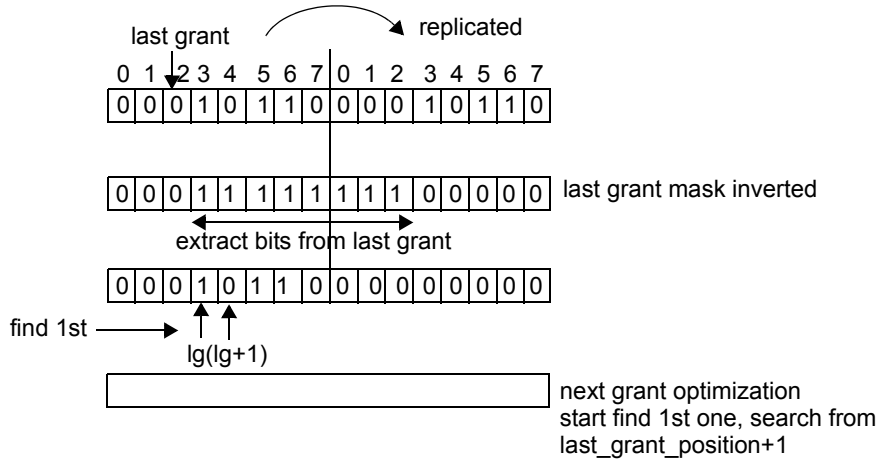 last grant
replicated
0 1 2 3 4 5 6 7 0 1 2 3 4 5 6 7
0 0 0 1 0 1 1 0 0 0 0 1 0 1 1 0
0 0 0 1 1 1 1 1 1 1 1 0 0 0 0 0 last grant mask inverted
extract bits from last grant
0 0 0 1 0 1 1 0 0 0 0 0 0 0 0 0
find 1st
lg(lg+1)
next grant optimization
start find 1st one, search from
last_grant_position+1